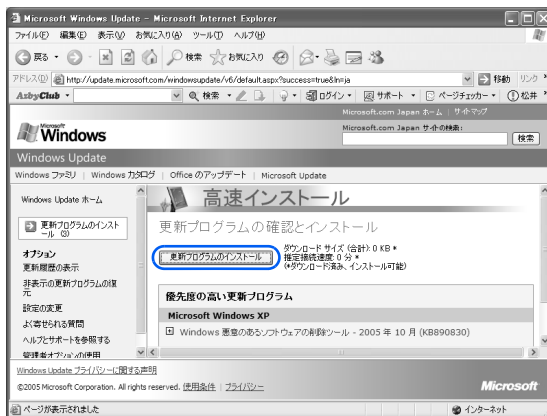 Microsoft Windows Update - Microsoft Internet Explorer
ファイル(F) 編集(E) 表示(V) お気に入り(A) ツール(T) ヘルプ(H)
戻る 検索 お気に入り
アドレス(D) http://update.microsoft.com/windowsupdate/v6/default.aspx?success=true&ln=ja 移動 リンク
AzbyClub 検索 ログイン サポート ページチェッカー 松井
Microsoft.com Japan ホーム | サイトマップ
Microsoft Windows
Microsoft.com Japan サイトの検索:
検索
Windows Update
Windows ファミリ | Windows カタログ | Office のアップデート | Microsoft Update
Windows Update ホーム
更新プログラムのインストール (3)
オプション
更新履歴の表示
非表示の更新プログラムの復元
設定の変更
よく寄せられる質問
ヘルプとサポートを参照する
管理者オプションの使用
高速インストール
更新プログラムの確認とインストール
更新プログラムのインストール
ダウンロード サイズ (合計): 0 KB *
推定接続速度: 0 分 *
(*ダウンロード済み、インストール可能)
優先度の高い更新プログラム
Microsoft Windows XP
Windows 悪意のあるソフトウェアの削除ツール - 2005 年 10 月 (KB890830)
Windows Update プライバシーに関する声明
©2005 Microsoft Corporation. All rights reserved. 使用条件 | プライバシー
Microsoft
ページが表示されました
インターネット